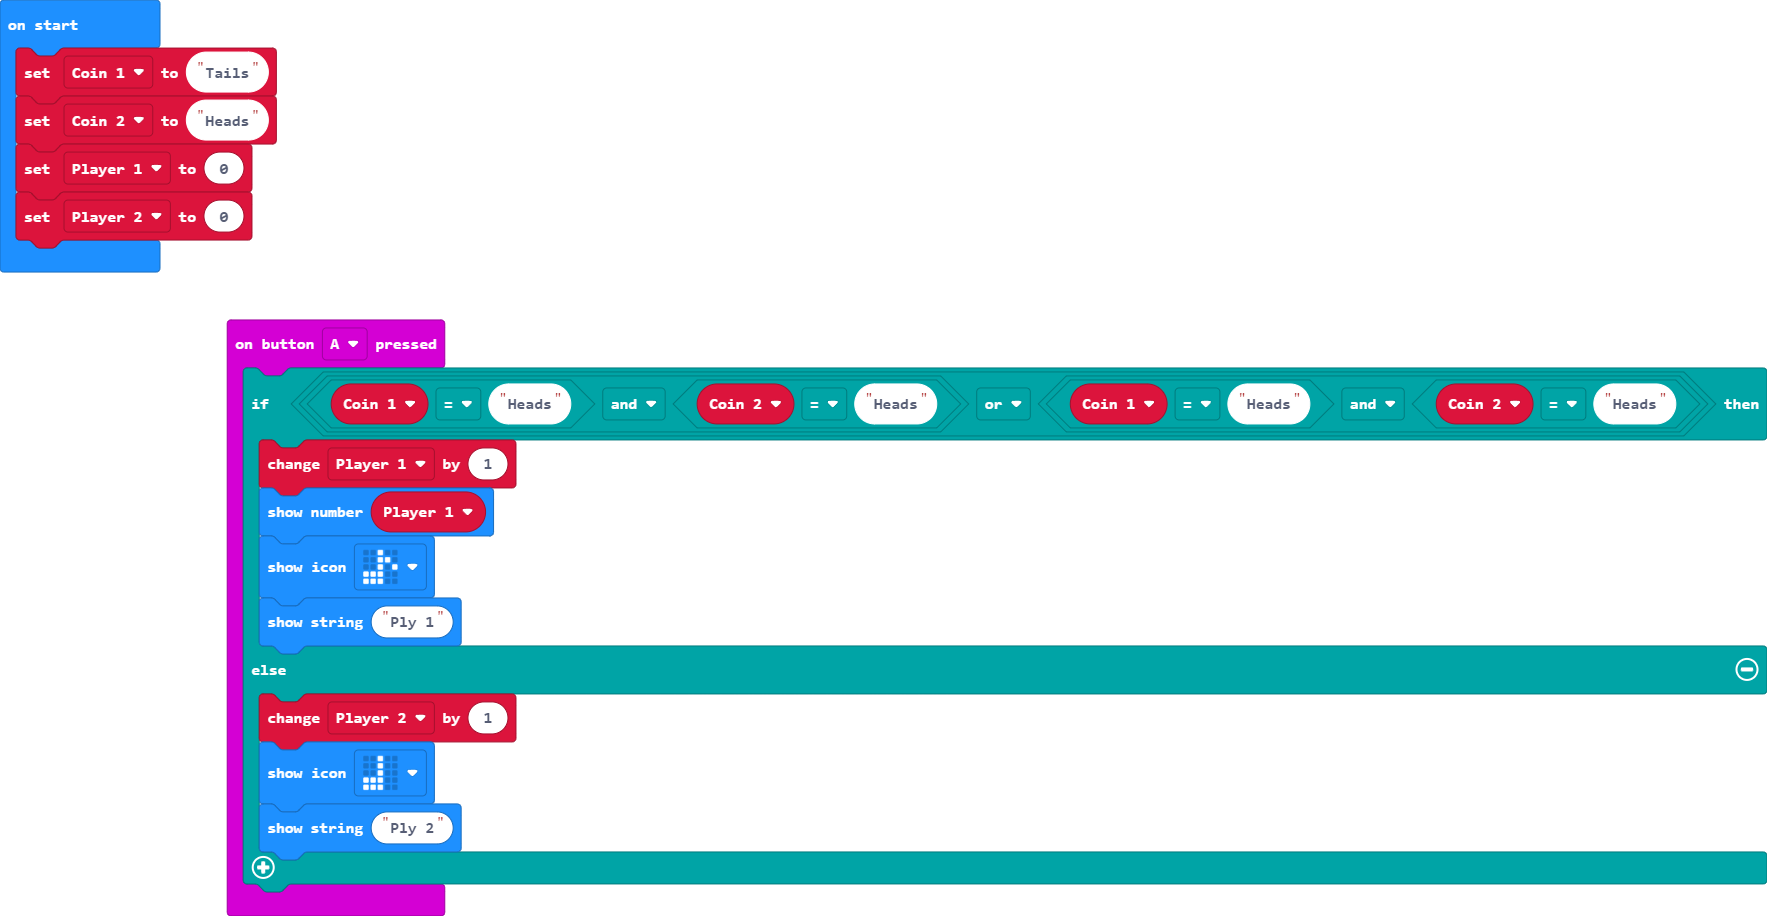 on start
set Coin 1 to "Tails"
set Coin 2 to "Heads"
set Player 1 to 0
set Player 2 to 0
on button A pressed
if Coin 1 = "Heads" and Coin 2 = "Heads" or Coin 1 = "Heads" and Coin 2 = "Heads" then
change Player 1 by 1
show number Player 1
show icon
show string "Ply 1"
else
change Player 2 by 1
show icon
show string "Ply 2"